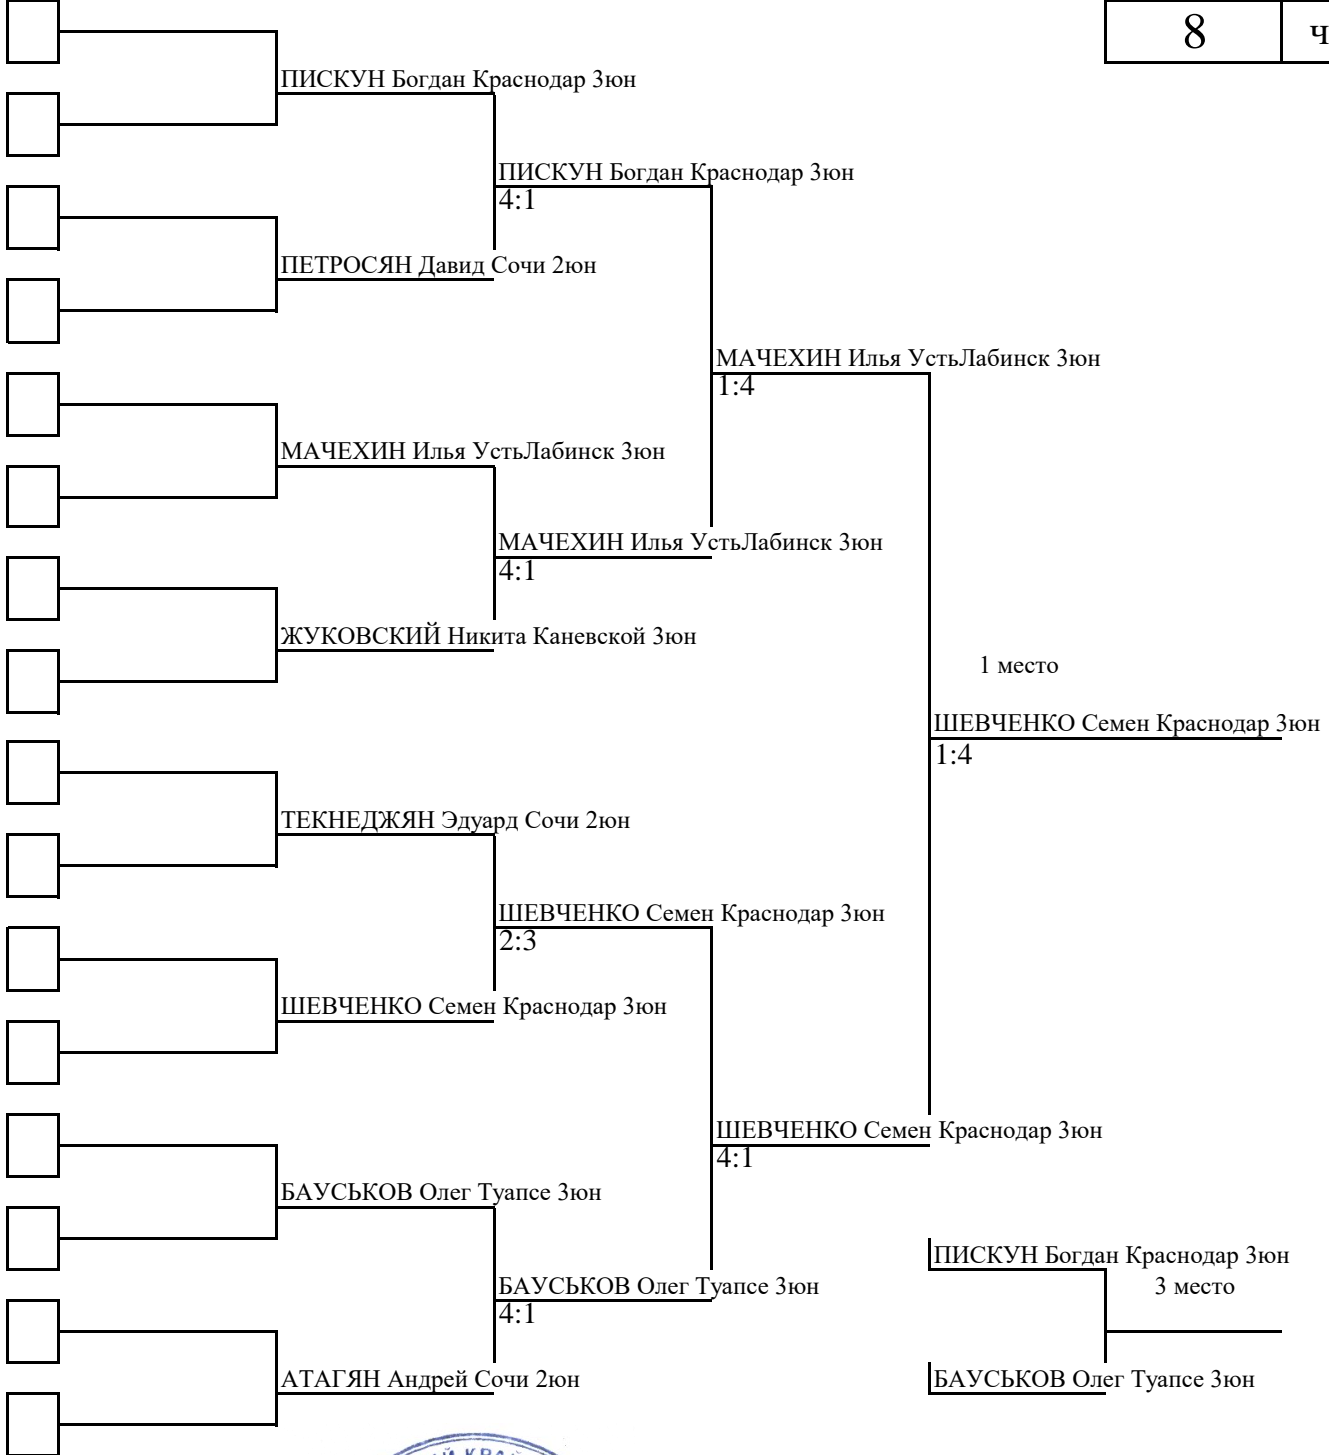 8
ПИСКУН Богдан Краснодар 3юн
ПИСКУН Богдан Краснодар 3юн
4:1
ПЕТРОСЯН Давид Сочи 2юн
МАЧЕХИН Илья УстьЛабинск 3юн
1:4
МАЧЕХИН Илья УстьЛабинск 3юн
МАЧЕХИН Илья УстьЛабинск 3юн
4:1
ЖУКОВСКИЙ Никита Каневской 3юн
1 место
ШЕВЧЕНКО Семен Краснодар 3юн
1:4
ТЕКНЕДЖЯН Эдуард Сочи 2юн
ШЕВЧЕНКО Семен Краснодар 3юн
2:3
ШЕВЧЕНКО Семен Краснодар 3юн
ШЕВЧЕНКО Семен Краснодар 3юн
4:1
БАУСЬКОВ Олег Туапсе 3юн
ПИСКУН Богдан Краснодар 3юн
3 место
БАУСЬКОВ Олег Туапсе 3юн
4:1
АТАГЯН Андрей Сочи 2юн
БАУСЬКОВ Олег Туапсе 3юн